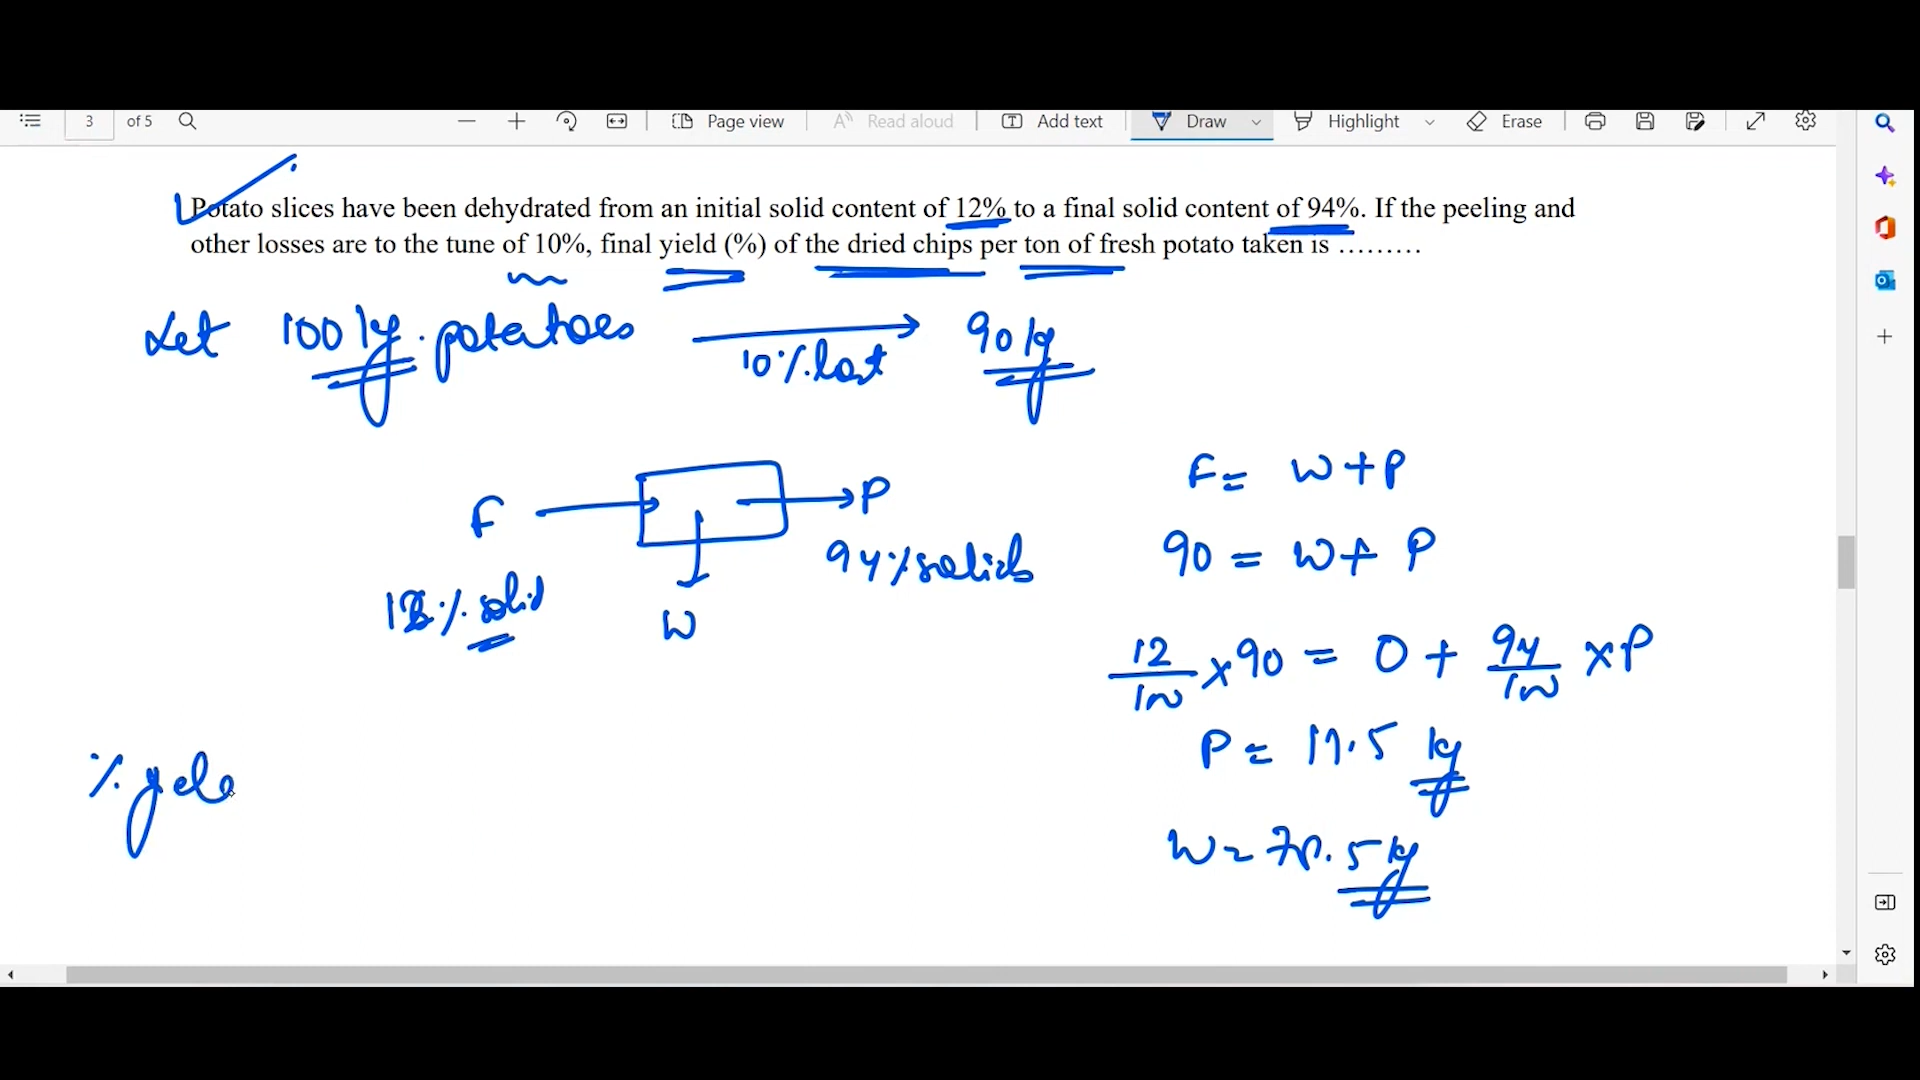 3 of 5 Page view Read aloud Add text Draw Highlight Erase
Potato slices have been dehydrated from an initial solid content of 12% to a final solid content of 94%. If the peeling and
other losses are to the tune of 10%, final yield (%) of the dried chips per ton of fresh potato taken is .........
Let 100 kg. potatoes 10% lost 90 kg
F P
94% solids
12% solid
W
F = W + P
90 = W + P
12/100 x 90 = 0 + 94/100 x P
P = 11.5 kg
W = 78.5 kg